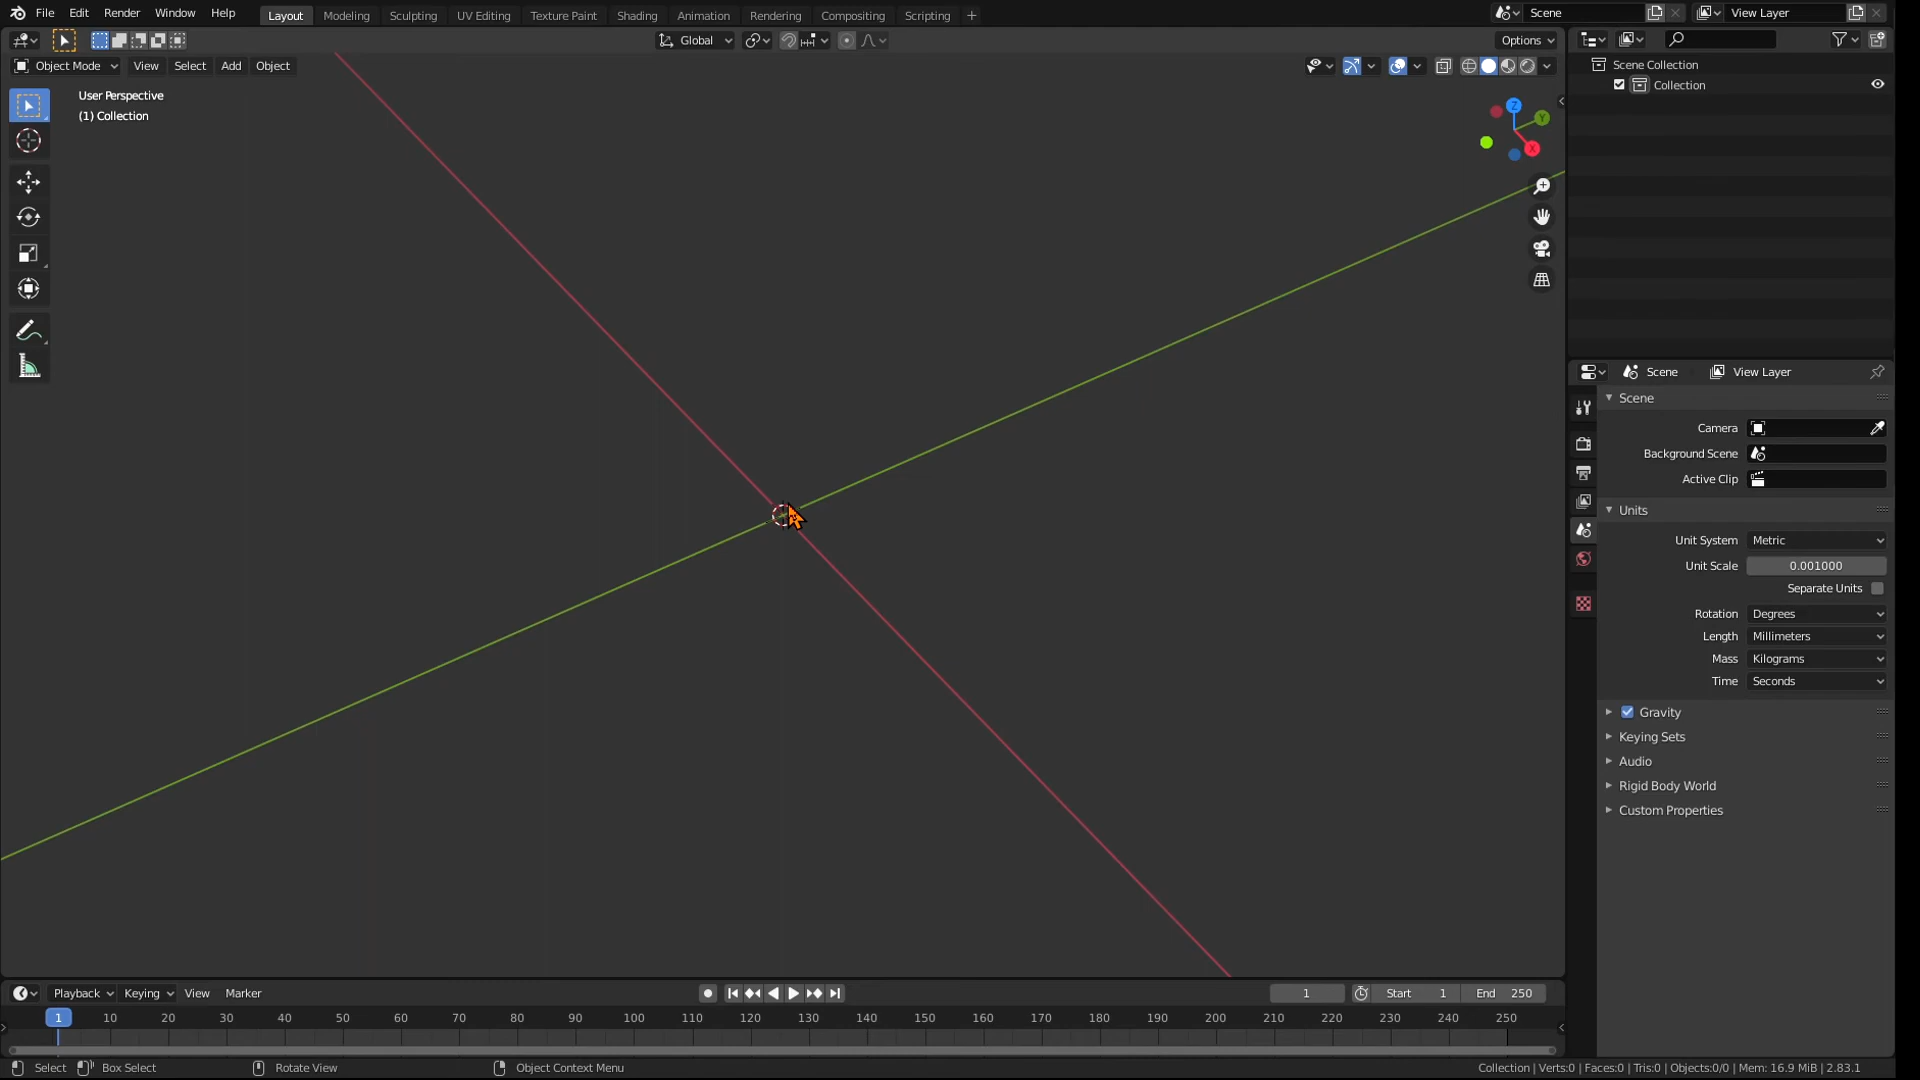 File Edit Render Window Help Layout Modeling Sculpting UV Editing Texture Paint Shading Animation Rendering Compositing Scripting + Scene View Layer
Global Options
Object Mode View Select Add Object
User Perspective
(1) Collection
Z
Y
X
Scene Collection
Collection
Scene View Layer
Scene
Camera
Background Scene
Active Clip
Units
Unit System Metric
Unit Scale 0.001000
Separate Units
Rotation Degrees
Length Millimeters
Mass Kilograms
Time Seconds
Gravity
Keying Sets
Audio
Rigid Body World
Custom Properties
Playback Keying View Marker 1 Start 1 End 250
1 10 20 30 40 50 60 70 80 90 100 110 120 130 140 150 160 170 180 190 200 210 220 230 240 250
Select Box Select Rotate View Object Context Menu Collection | Verts:0 | Faces:0 | Tris:0 | Objects:0/0 | Mem: 16.9 MiB | 2.83.1